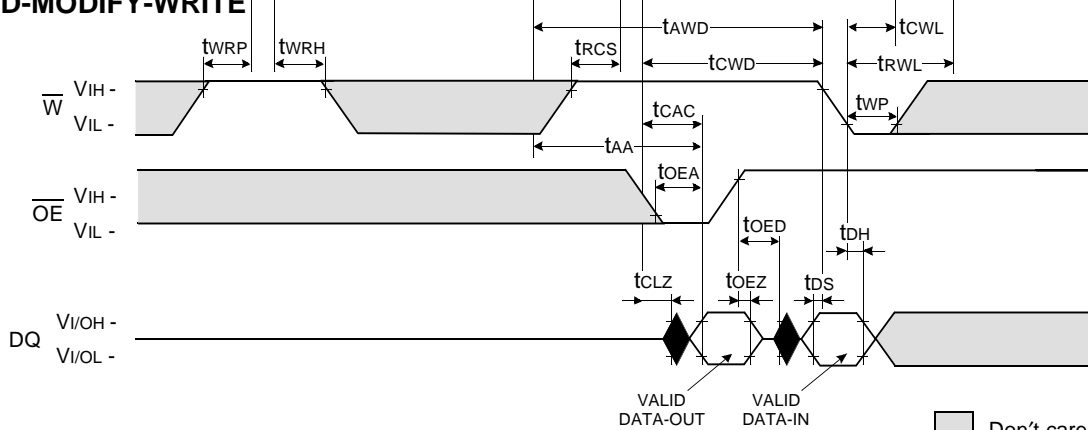 D-MODIFY-WRITE
tAWD
tCWL
tWRP
tWRH
tRCS
tCWD
tRWL
W
VIH -
VIL -
tCAC
tWP
tAA
OE
VIH -
VIL -
tOEA
tOED
tDH
tCLZ
tOEZ
tDS
DQ
VI/OH -
VI/OL -
VALID
DATA-OUT
VALID
DATA-IN
Don't care